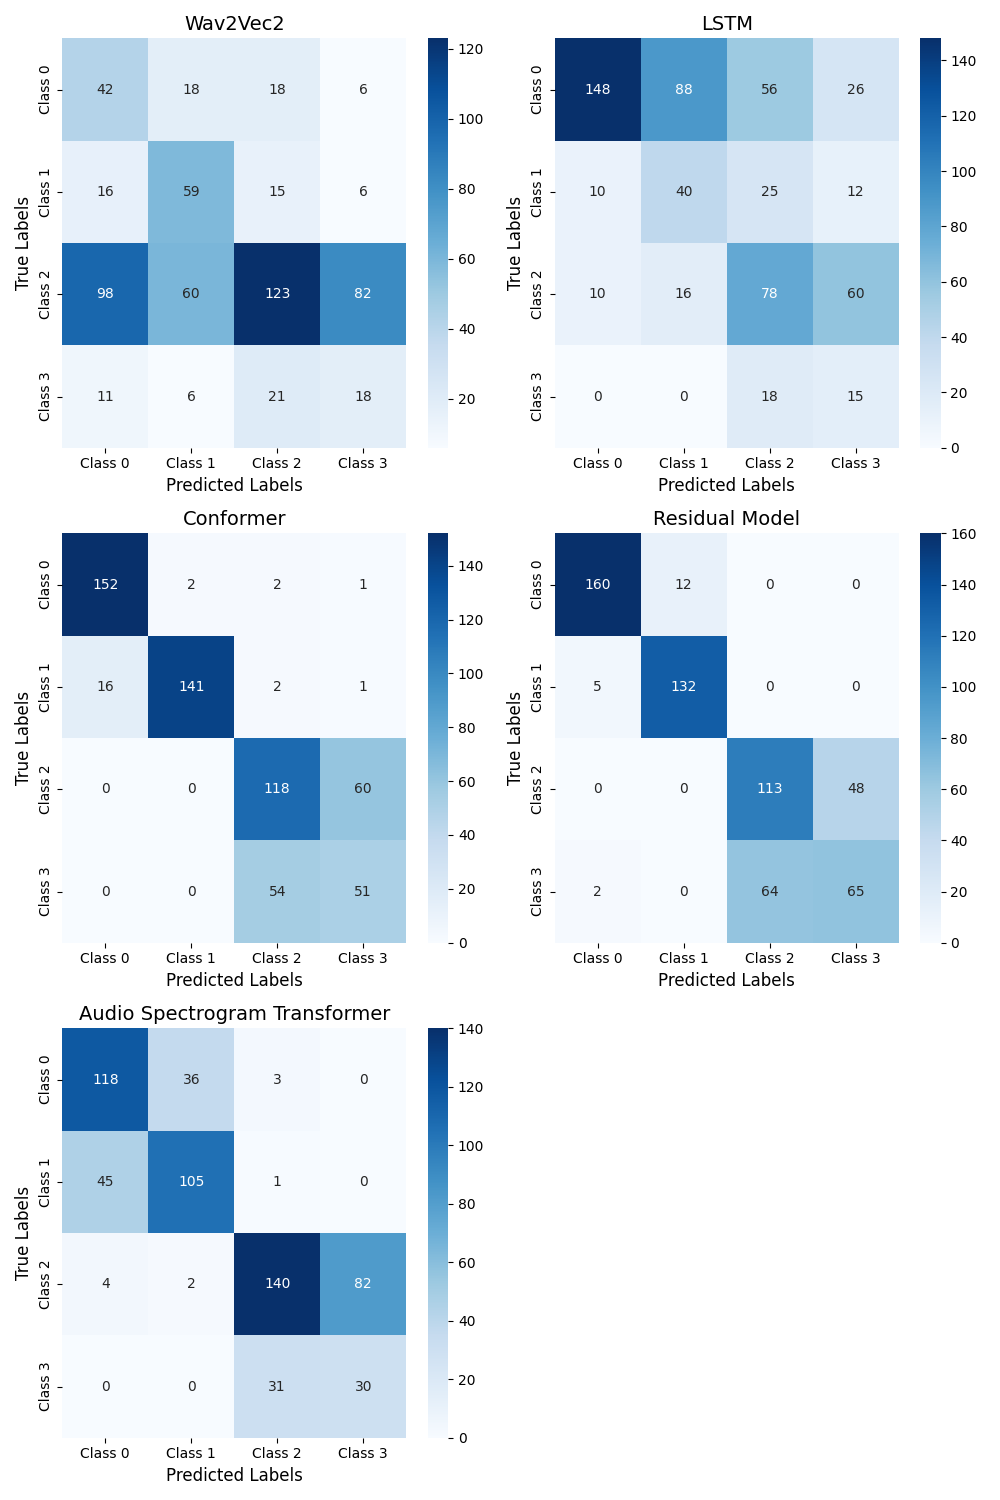 Wav2Vec2
Class 0 42 18 18 6
Class 1 16 59 15 6
Class 2 98 60 123 82
Class 3 11 6 21 18
Class 0 Class 1 Class 2 Class 3
Predicted Labels
True Labels
120
100
80
60
40
20
LSTM
Class 0 148 88 56 26
Class 1 10 40 25 12
Class 2 10 16 78 60
Class 3 0 0 18 15
Class 0 Class 1 Class 2 Class 3
Predicted Labels
True Labels
140
120
100
80
60
40
20
0
Conformer
Class 0 152 2 2 1
Class 1 16 141 2 1
Class 2 0 0 118 60
Class 3 0 0 54 51
Class 0 Class 1 Class 2 Class 3
Predicted Labels
True Labels
140
120
100
80
60
40
20
0
Residual Model
Class 0 160 12 0 0
Class 1 5 132 0 0
Class 2 0 0 113 48
Class 3 2 0 64 65
Class 0 Class 1 Class 2 Class 3
Predicted Labels
True Labels
160
140
120
100
80
60
40
20
0
Audio Spectrogram Transformer
Class 0 118 36 3 0
Class 1 45 105 1 0
Class 2 4 2 140 82
Class 3 0 0 31 30
Class 0 Class 1 Class 2 Class 3
Predicted Labels
True Labels
140
120
100
80
60
40
20
0